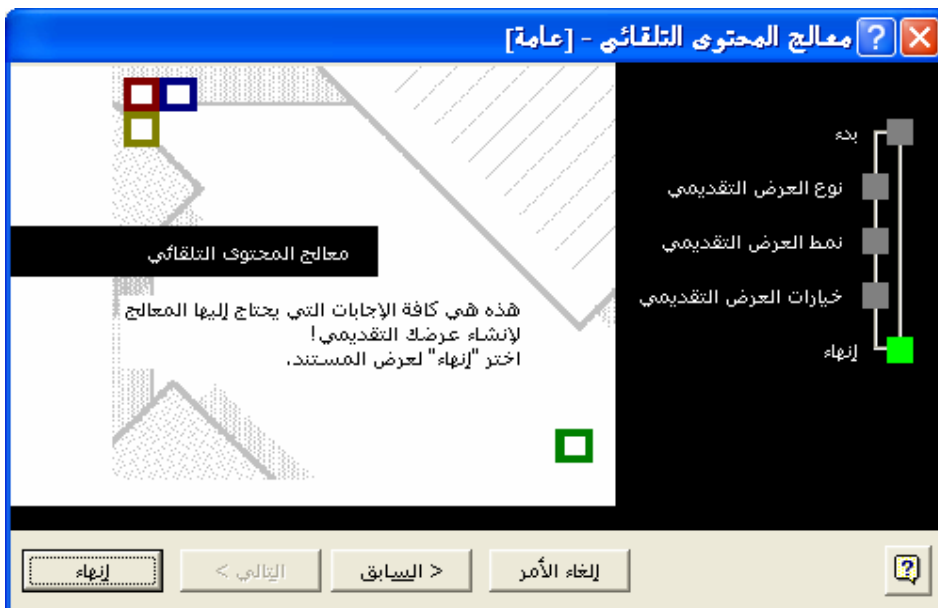 معالج المحتوى التلقائي - [عامة]
بدء
نوع العرض التقديمي
نمط العرض التقديمي
خيارات العرض التقديمي
إنهاء
معالج المحتوى التلقائي
هذه هي كافة الإجابات التي يحتاج إليها المعالج
لإنشاء عرضك التقديمي!
اختر "إنهاء" لعرض المستند.
إلغاء الأمر
< السابق
التالي >
إنهاء